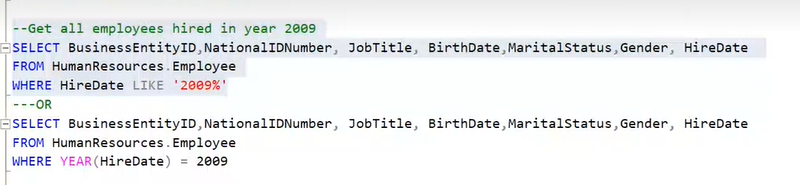 --Get all employees hired in year 2009
SELECT BusinessEntityID,NationalIDNumber, JobTitle, BirthDate,MaritalStatus,Gender, HireDate
FROM HumanResources.Employee
WHERE HireDate LIKE '2009%'
---OR
SELECT BusinessEntityID,NationalIDNumber, JobTitle, BirthDate,MaritalStatus,Gender, HireDate
FROM HumanResources.Employee
WHERE YEAR(HireDate) = 2009